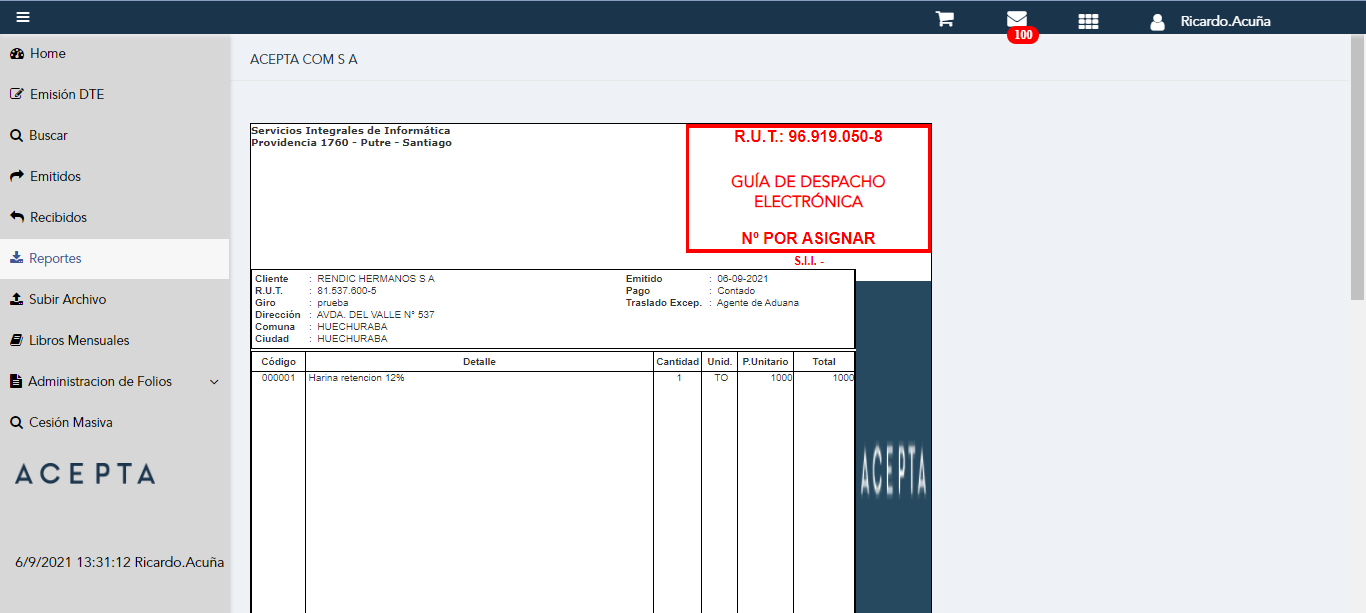 Ricardo.Acuña
100
Home
Emisión DTE
Buscar
Emitidos
Recibidos
Reportes
Subir Archivo
Libros Mensuales
Administracion de Folios
Cesión Masiva
ACEPTA
6/9/2021 13:31:12 Ricardo.Acuña
ACEPTA COM S A
Servicios Integrales de Informática
Providencia 1760 - Putre - Santiago
R.U.T.: 96.919.050-8
GUÍA DE DESPACHO
ELECTRÓNICA
Nº POR ASIGNAR
S.I.I. -
Cliente : RENDIC HERMANOS S A Emitido : 06-09-2021
R.U.T. : 81.537.600-5 Pago : Contado
Giro : prueba Traslado Excep. : Agente de Aduana
Dirección : AVDA. DEL VALLE N° 537
Comuna : HUECHURABA
Ciudad : HUECHURABA
Código Detalle Cantidad Unid. P.Unitario Total
000001 Harina retencion 12% 1 TO 1000 1000
ACEPTA